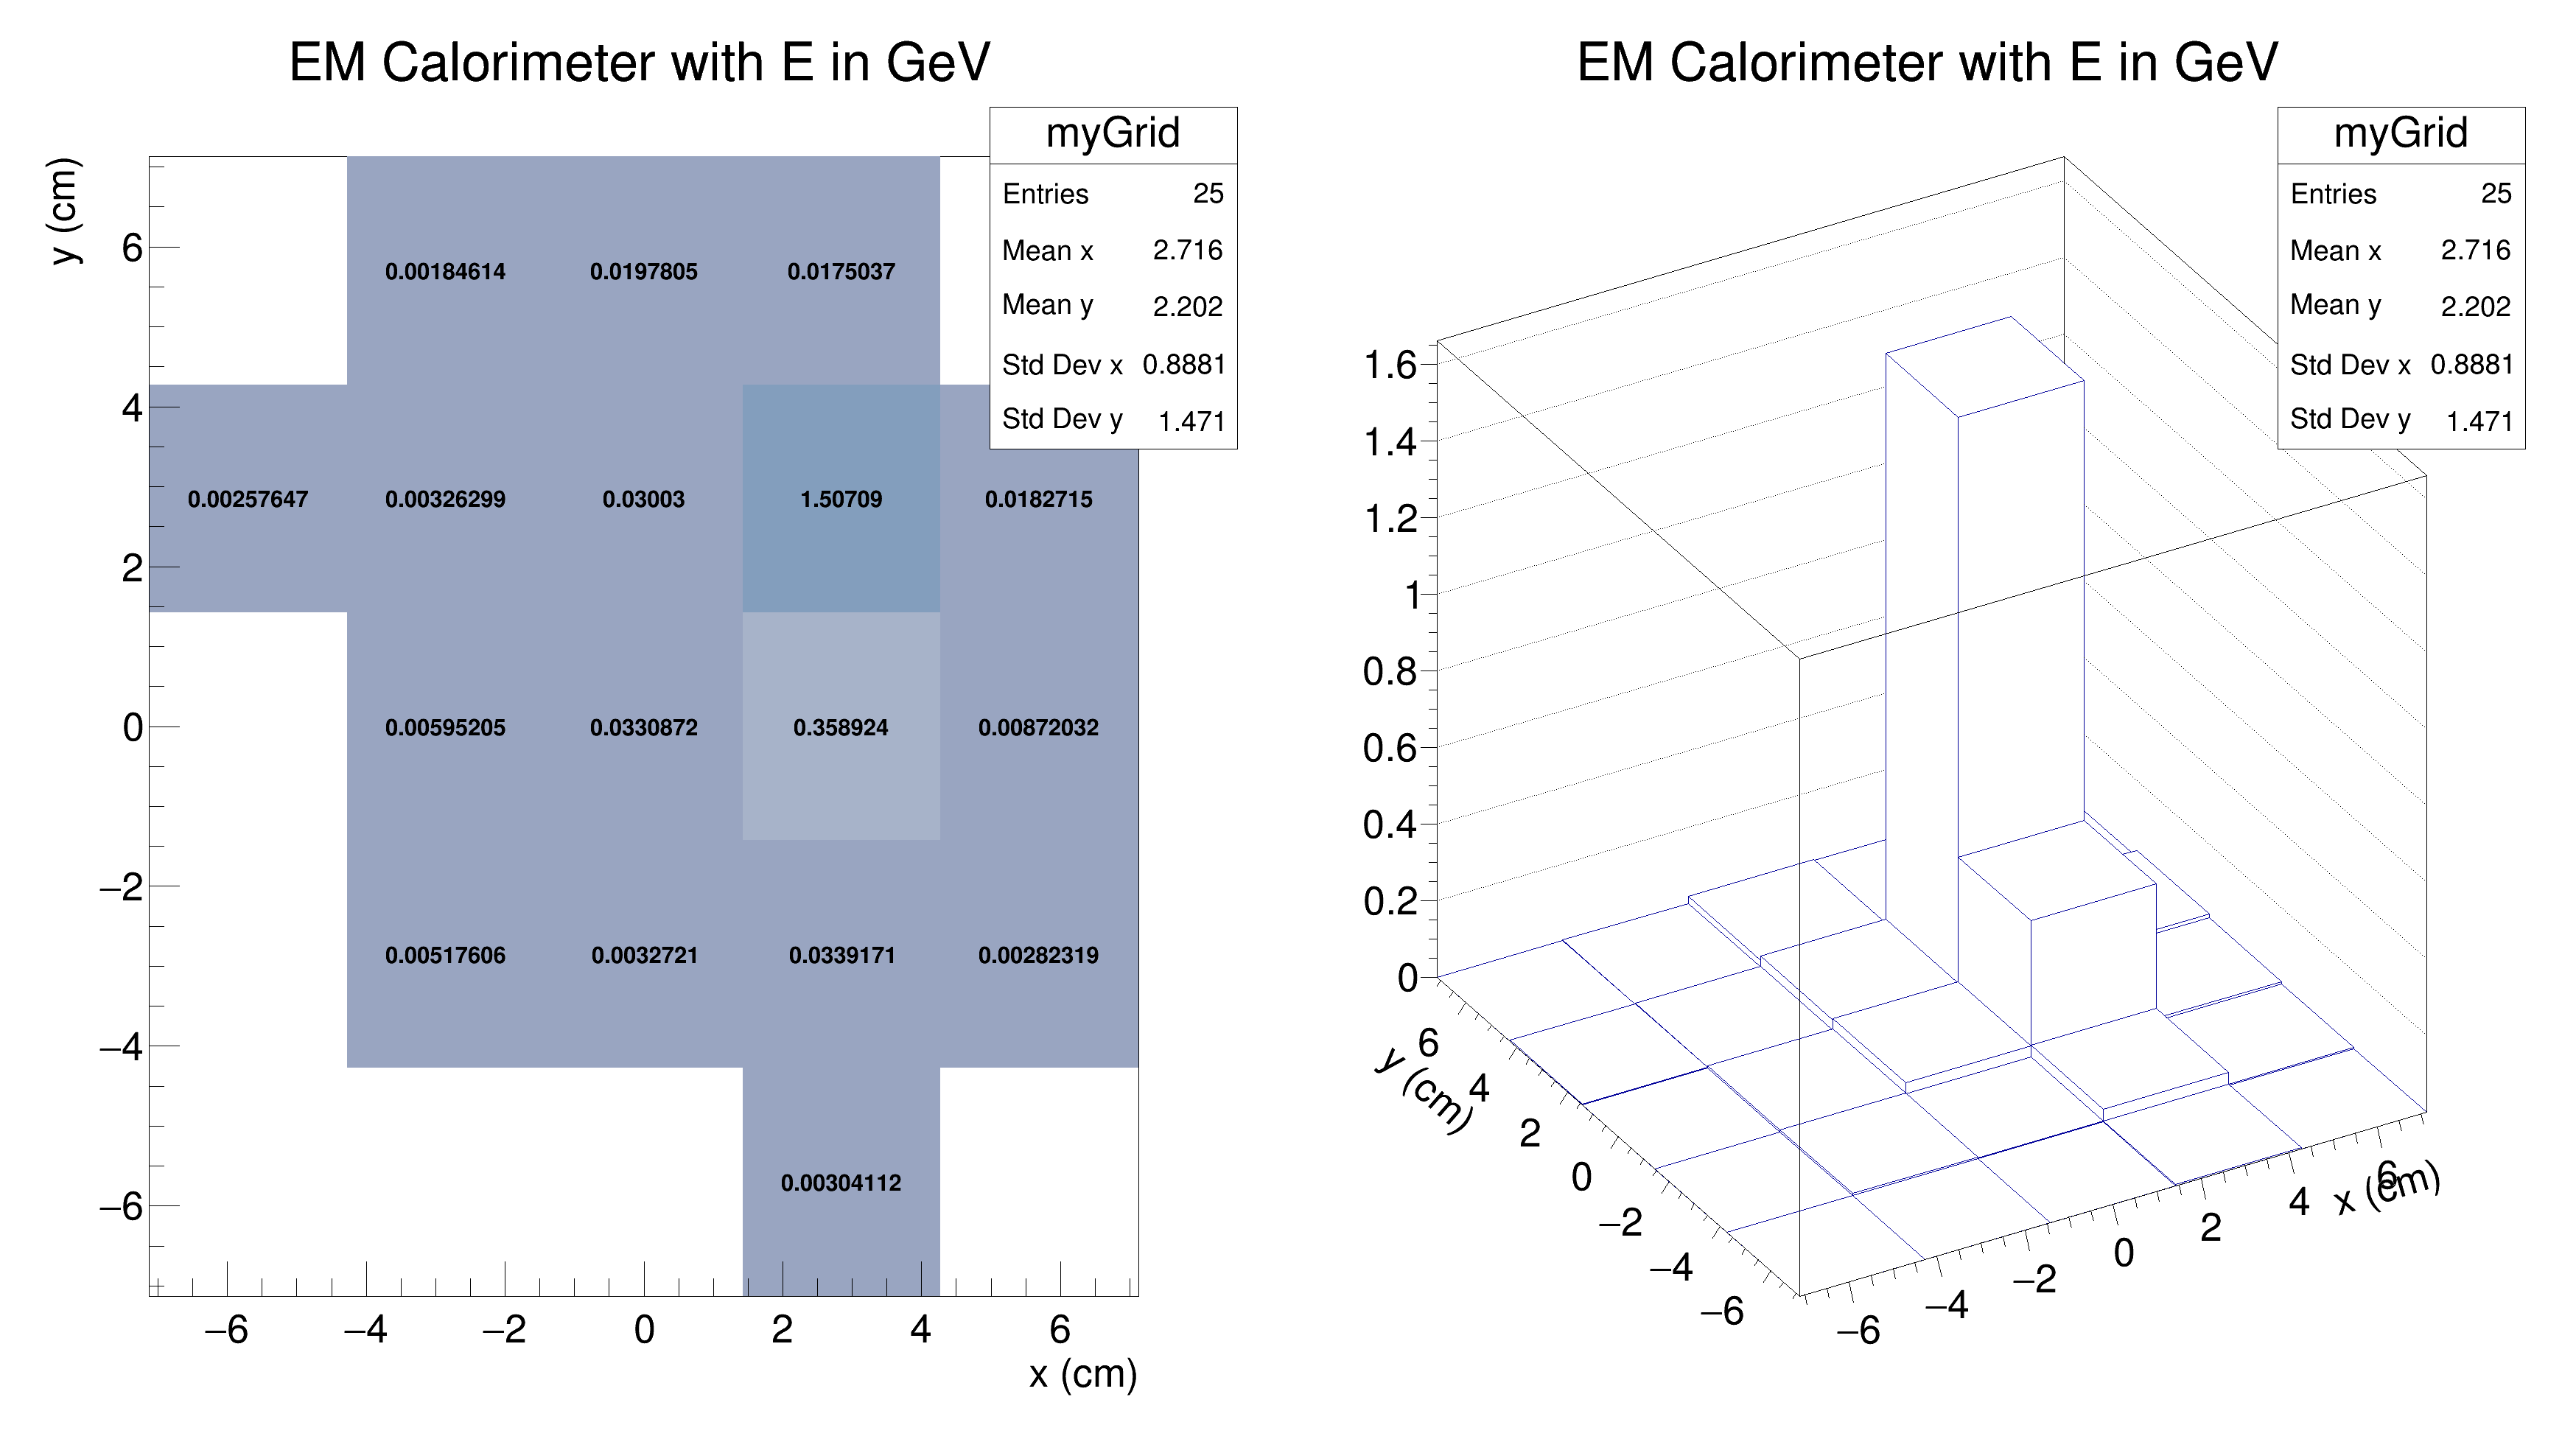 EM Calorimeter with E in GeV
myGrid
Entries 25
Mean x 2.716
Mean y 2.202
Std Dev x 0.8881
Std Dev y 1.471
y (cm)
6
4
2
0
−2
−4
−6
0.00184614 0.0197805 0.0175037
0.00257647 0.00326299 0.03003 1.50709 0.0182715
0.00595205 0.0330872 0.358924 0.00872032
0.00517606 0.0032721 0.0339171 0.00282319
0.00304112
−6 −4 −2 0 2 4 6
x (cm)
EM Calorimeter with E in GeV
myGrid
Entries 25
Mean x 2.716
Mean y 2.202
Std Dev x 0.8881
Std Dev y 1.471
1.6
1.4
1.2
1
0.8
0.6
0.4
0.2
0
y (cm)
6
4
2
0
−2
−4
−6
−6 −4 −2 0 2 4 6
x (cm)